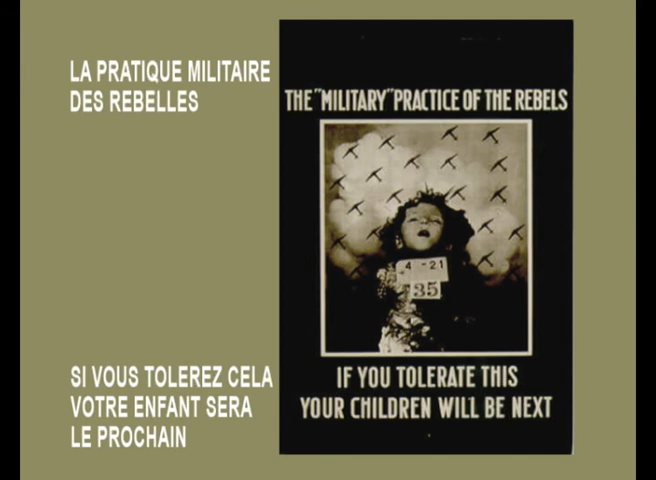 LA PRATIQUE MILITAIRE
DES REBELLES
THE "MILITARY" PRACTICE OF THE REBELS
4-21
35
SI VOUS TOLEREZ CELA
VOTRE ENFANT SERA
LE PROCHAIN
IF YOU TOLERATE THIS
YOUR CHILDREN WILL BE NEXT